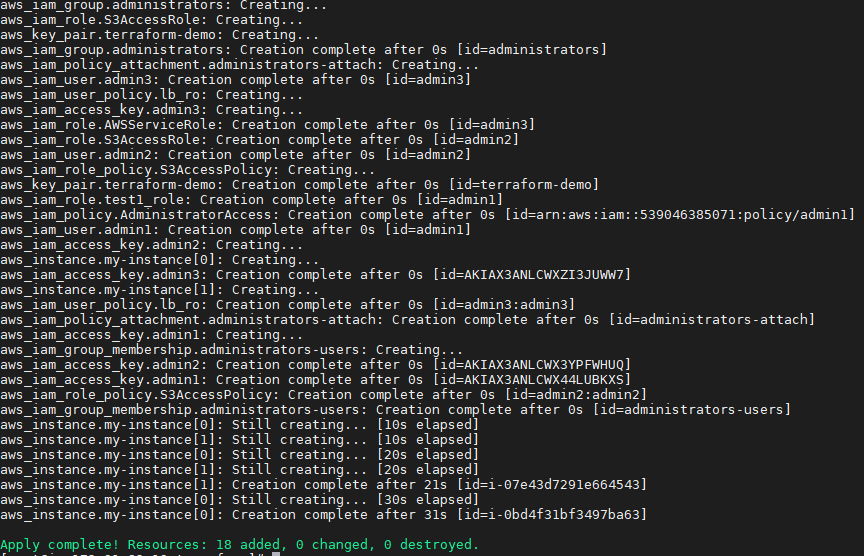 aws_iam_group.administrators: Creating...
aws_iam_role.S3AccessRole: Creating...
aws_key_pair.terraform-demo: Creating...
aws_iam_group.administrators: Creation complete after 0s [id=administrators]
aws_iam_policy_attachment.administrators-attach: Creating...
aws_iam_user.admin3: Creation complete after 0s [id=admin3]
aws_iam_user_policy.lb_ro: Creating...
aws_iam_access_key.admin3: Creating...
aws_iam_role.AWSServiceRole: Creation complete after 0s [id=admin3]
aws_iam_role.S3AccessRole: Creation complete after 0s [id=admin2]
aws_iam_user.admin2: Creation complete after 0s [id=admin2]
aws_iam_role_policy.S3AccessPolicy: Creating...
aws_key_pair.terraform-demo: Creation complete after 0s [id=terraform-demo]
aws_iam_role.test1_role: Creation complete after 0s [id=admin1]
aws_iam_policy.AdministratorAccess: Creation complete after 0s [id=arn:aws:iam::539046385071:policy/admin1]
aws_iam_user.admin1: Creation complete after 0s [id=admin1]
aws_iam_access_key.admin2: Creating...
aws_instance.my-instance[0]: Creating...
aws_iam_access_key.admin3: Creation complete after 0s [id=AKIAX3ANLCWXZI3JUWW7]
aws_instance.my-instance[1]: Creating...
aws_iam_user_policy.lb_ro: Creation complete after 0s [id=admin3:admin3]
aws_iam_policy_attachment.administrators-attach: Creation complete after 0s [id=administrators-attach]
aws_iam_access_key.admin1: Creating...
aws_iam_group_membership.administrators-users: Creating...
aws_iam_access_key.admin2: Creation complete after 0s [id=AKIAX3ANLCWX3YPFWHUQ]
aws_iam_access_key.admin1: Creation complete after 0s [id=AKIAX3ANLCWX44LUBKXS]
aws_iam_role_policy.S3AccessPolicy: Creation complete after 0s [id=admin2:admin2]
aws_iam_group_membership.administrators-users: Creation complete after 0s [id=administrators-users]
aws_instance.my-instance[0]: Still creating... [10s elapsed]
aws_instance.my-instance[1]: Still creating... [10s elapsed]
aws_instance.my-instance[0]: Still creating... [20s elapsed]
aws_instance.my-instance[1]: Still creating... [20s elapsed]
aws_instance.my-instance[1]: Creation complete after 21s [id=i-07e43d7291e664543]
aws_instance.my-instance[0]: Still creating... [30s elapsed]
aws_instance.my-instance[0]: Creation complete after 31s [id=i-0bd4f31bf3497ba63]
Apply complete! Resources: 18 added, 0 changed, 0 destroyed.